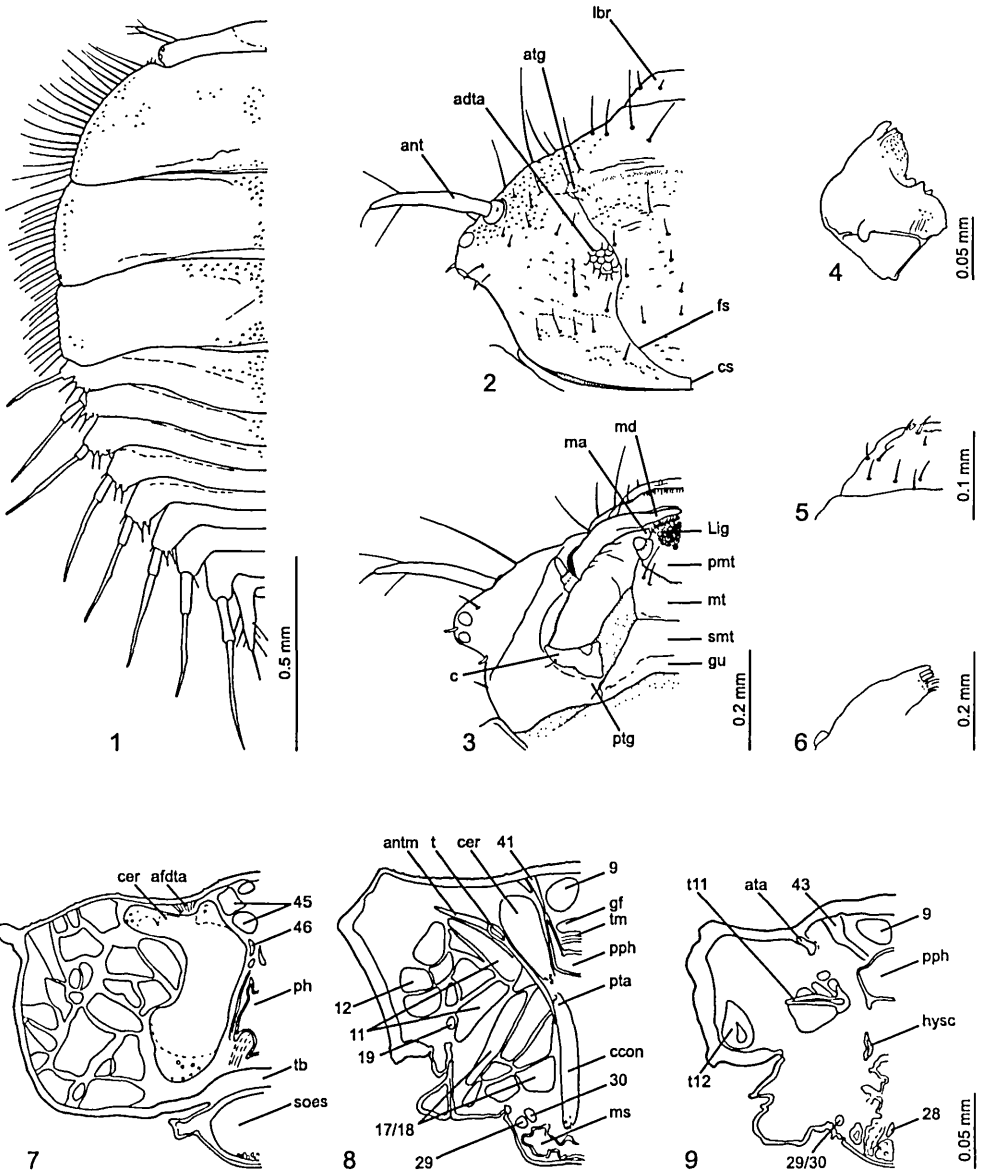 lbr
atg
adta
ant
fs
cs
2
4
0.05 mm
0.5 mm
1
md
ma
Lig
pmt
mt
smt
gu
c
ptg
3
0.2 mm
5
0.1 mm
6
0.2 mm
cer afdta
45
46
ph
tb
soes
7
antm t cer 41
9
gf
tm
pph
pta
12
11
19
ccon
30
ms
17/18
29
8
t11 ata 43
9
pph
hysc
t12
28
29/30
9
0.05 mm